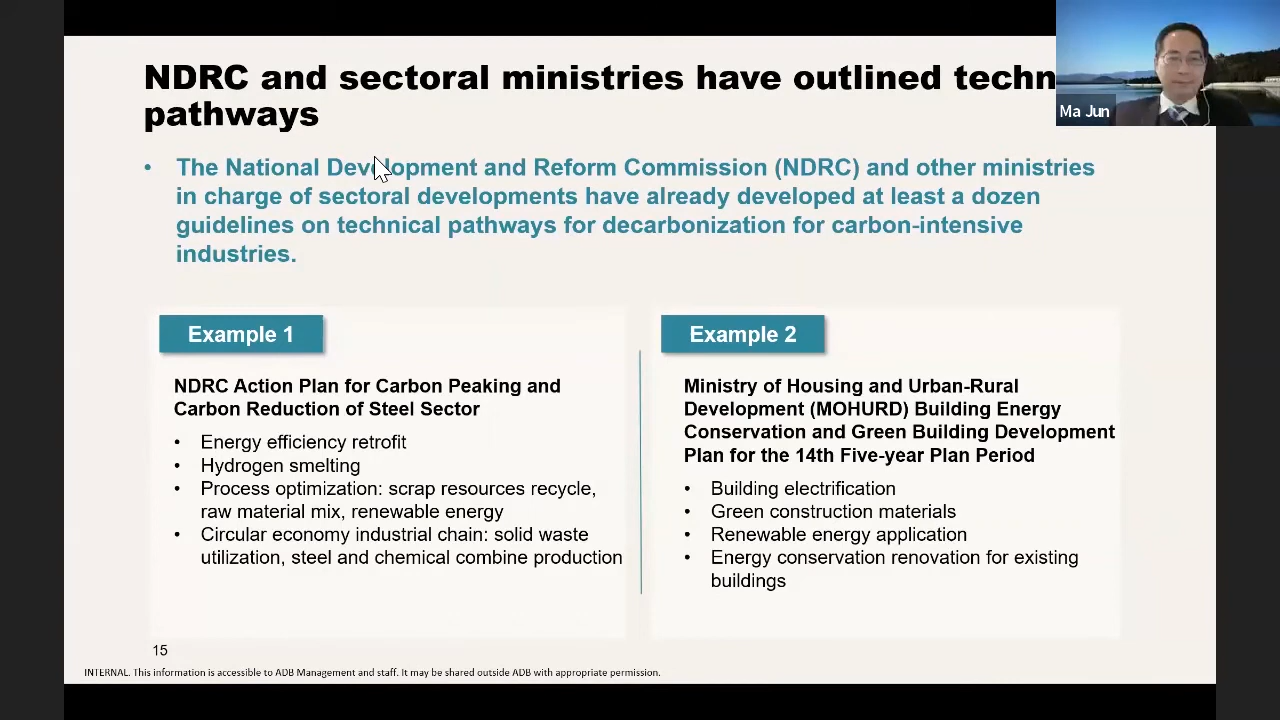 NDRC and sectoral ministries have outlined techn
pathways
Ma Jun
• The National Development and Reform Commission (NDRC) and other ministries
in charge of sectoral developments have already developed at least a dozen
guidelines on technical pathways for decarbonization for carbon-intensive
industries.
Example 1
NDRC Action Plan for Carbon Peaking and
Carbon Reduction of Steel Sector
• Energy efficiency retrofit
• Hydrogen smelting
• Process optimization: scrap resources recycle,
raw material mix, renewable energy
• Circular economy industrial chain: solid waste
utilization, steel and chemical combine production
Example 2
Ministry of Housing and Urban-Rural
Development (MOHURD) Building Energy
Conservation and Green Building Development
Plan for the 14th Five-year Plan Period
• Building electrification
• Green construction materials
• Renewable energy application
• Energy conservation renovation for existing
buildings
15
INTERNAL. This information is accessible to ADB Management and staff. It may be shared outside ADB with appropriate permission.